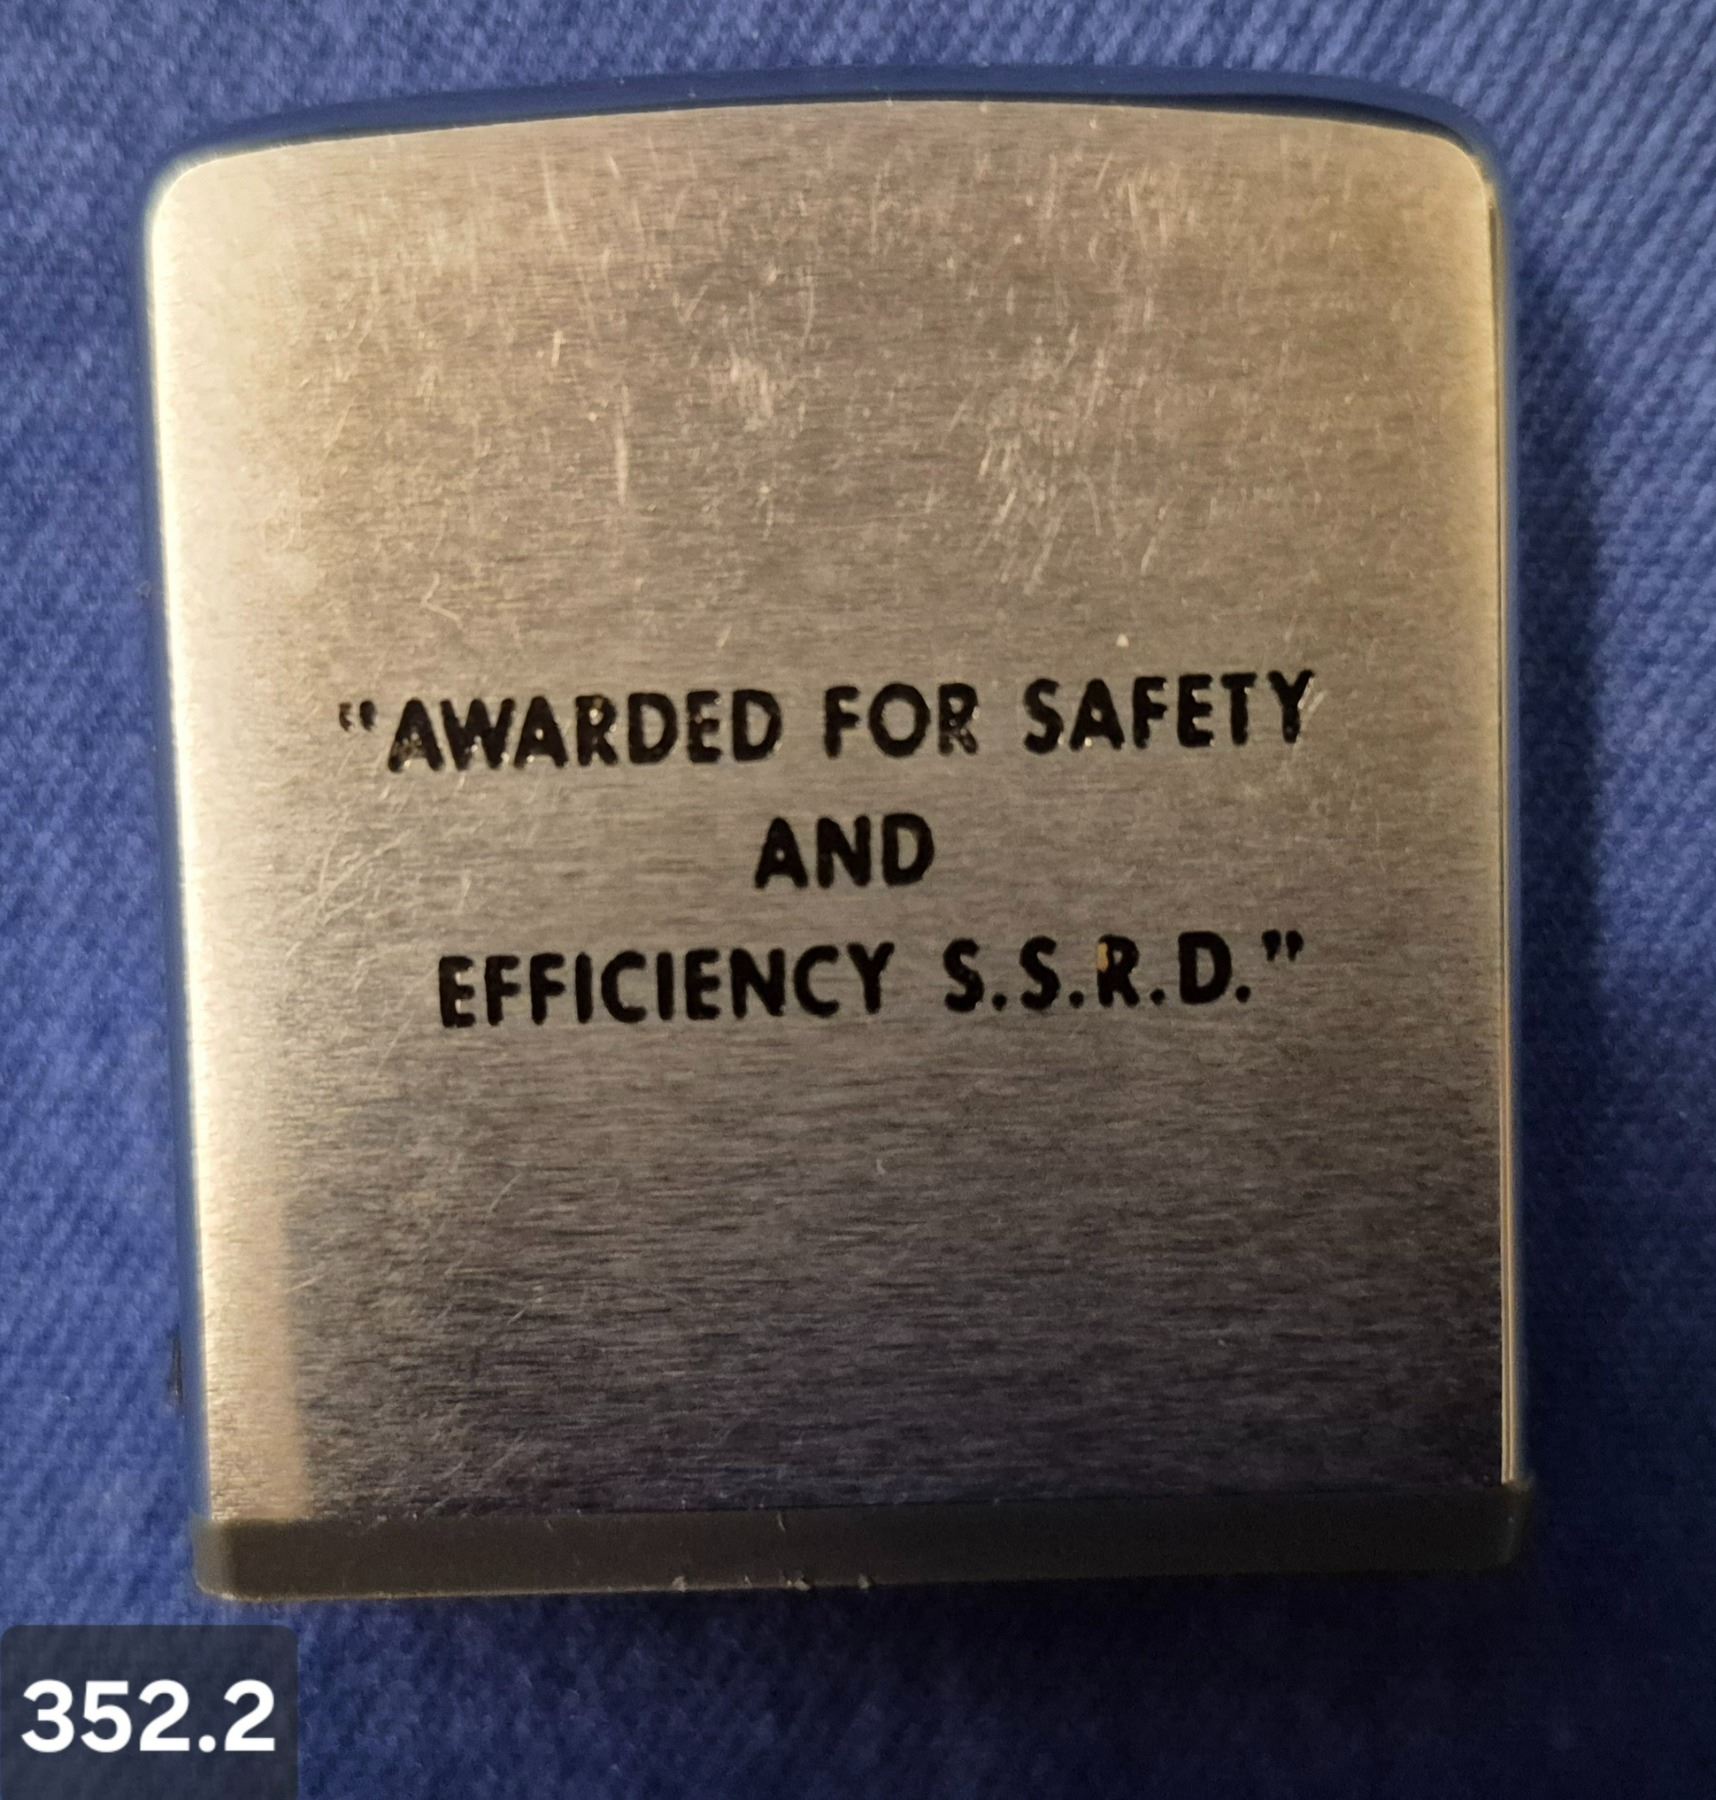 "AWARDED FOR SAFETY
AND
EFFICIENCY S.S.R.D."
352.2